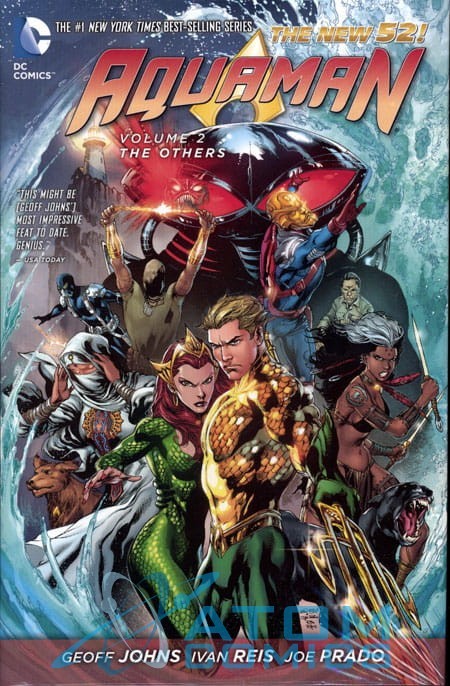 DC
DC COMICS™
THE #1 NEW YORK TIMES BEST-SELLING SERIES
THE NEW 52!
AQUAMAN
VOLUME 2
THE OTHERS
"THIS MIGHT BE
[GEOFF JOHNS']
MOST IMPRESSIVE
FEAT TO DATE.
GENIUS."
— USA TODAY
ATOM
COMICS
GEOFF JOHNS IVAN REIS JOE PRADO